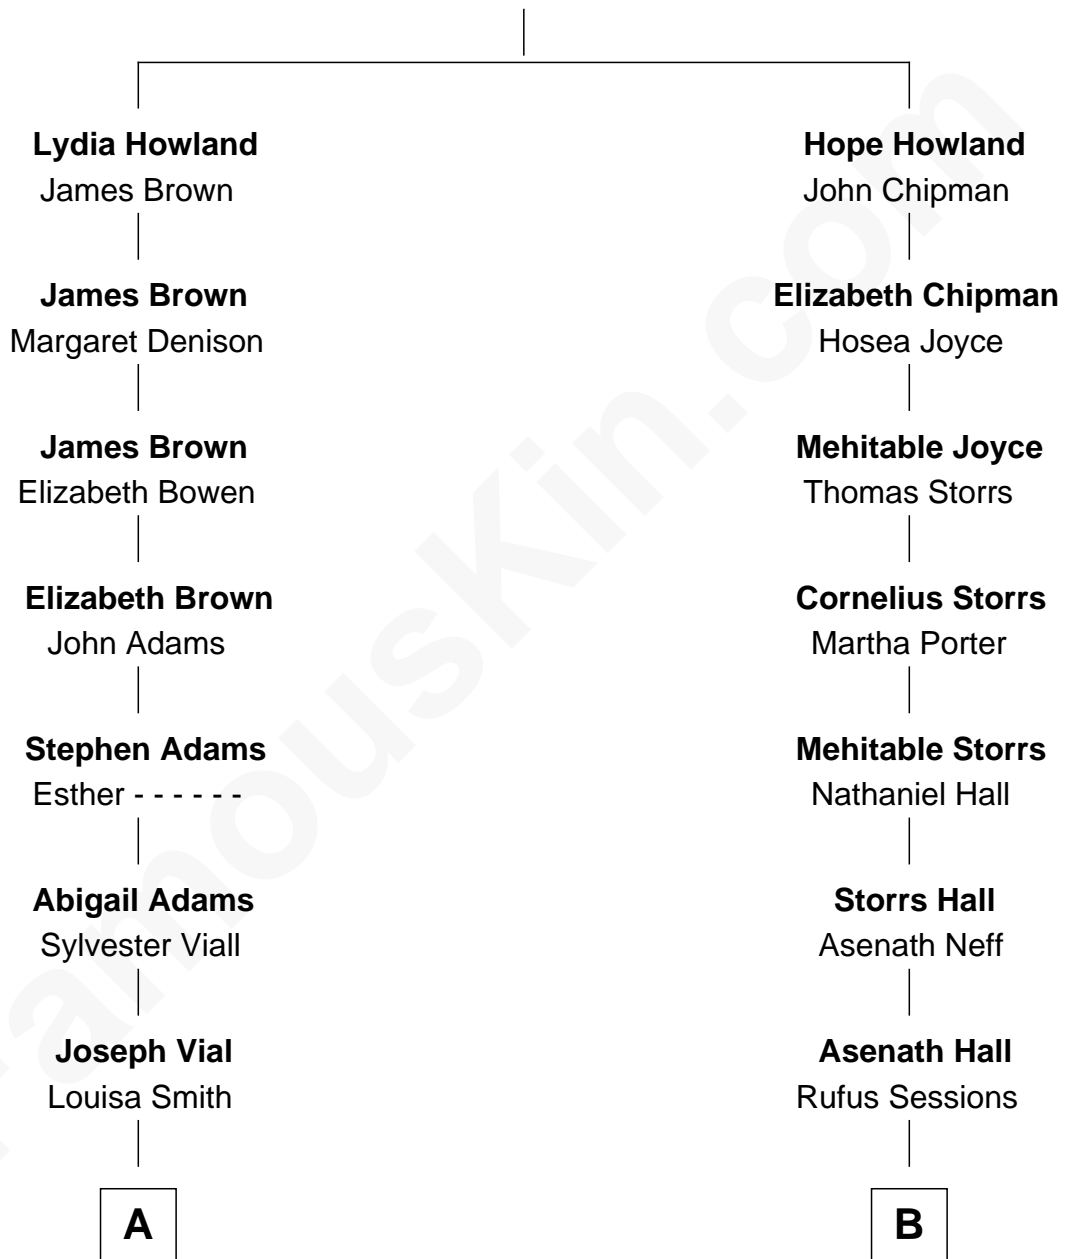 Lydia Howland
James Brown
James Brown
Margaret Denison
James Brown
Elizabeth Bowen
Elizabeth Brown
John Adams
Stephen Adams
Esther - - - - - -
Abigail Adams
Sylvester Viall
Joseph Vial
Louisa Smith
A
Hope Howland
John Chipman
Elizabeth Chipman
Hosea Joyce
Mehitable Joyce
Thomas Storrs
Cornelius Storrs
Martha Porter
Mehitable Storrs
Nathaniel Hall
Storrs Hall
Asenath Neff
Asenath Hall
Rufus Sessions
B
FamousKin.com